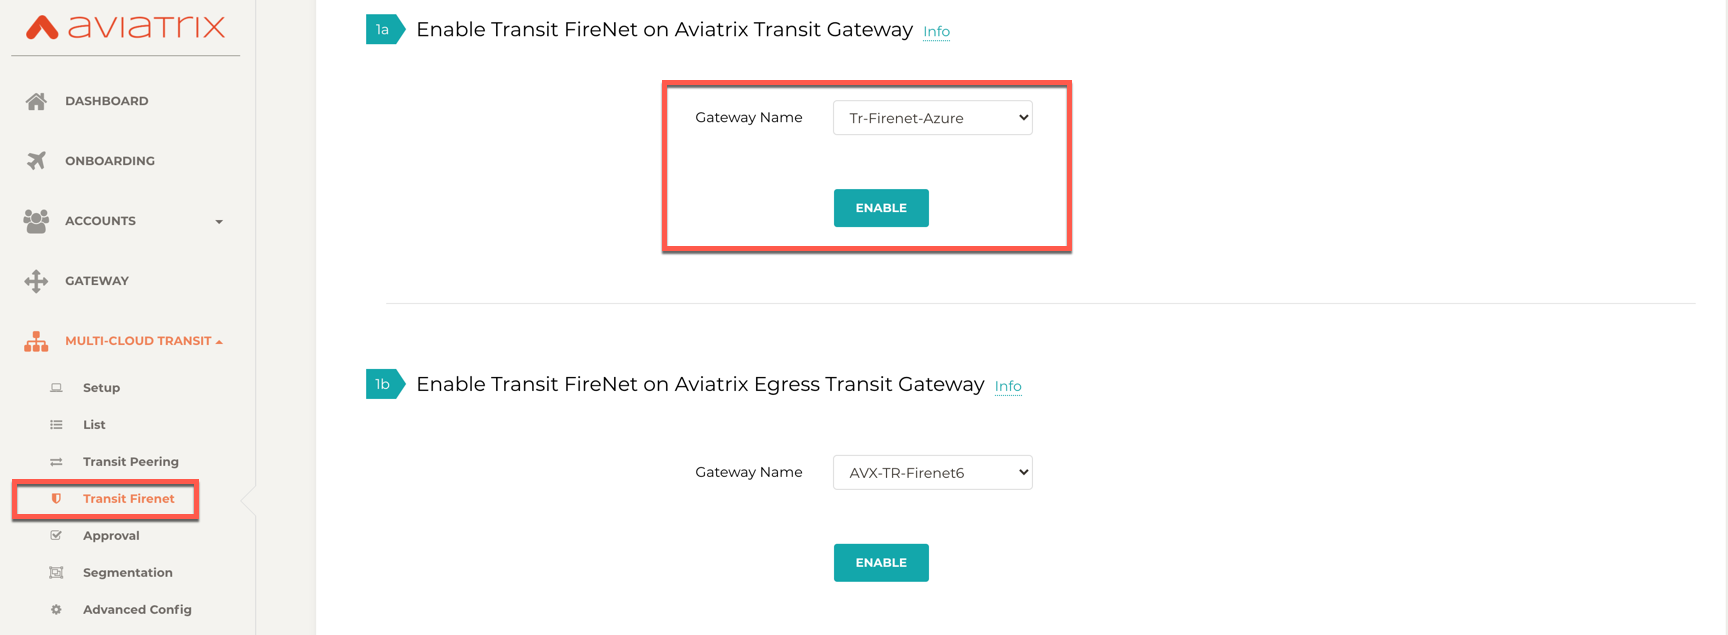 aviatrix
DASHBOARD
ONBOARDING
ACCOUNTS
GATEWAY
MULTI-CLOUD TRANSIT
Setup
List
Transit Peering
Transit Firenet
Approval
Segmentation
Advanced Config
1a Enable Transit FireNet on Aviatrix Transit Gateway Info
Gateway Name Tr-Firenet-Azure
ENABLE
1b Enable Transit FireNet on Aviatrix Egress Transit Gateway Info
Gateway Name AVX-TR-Firenet6
ENABLE